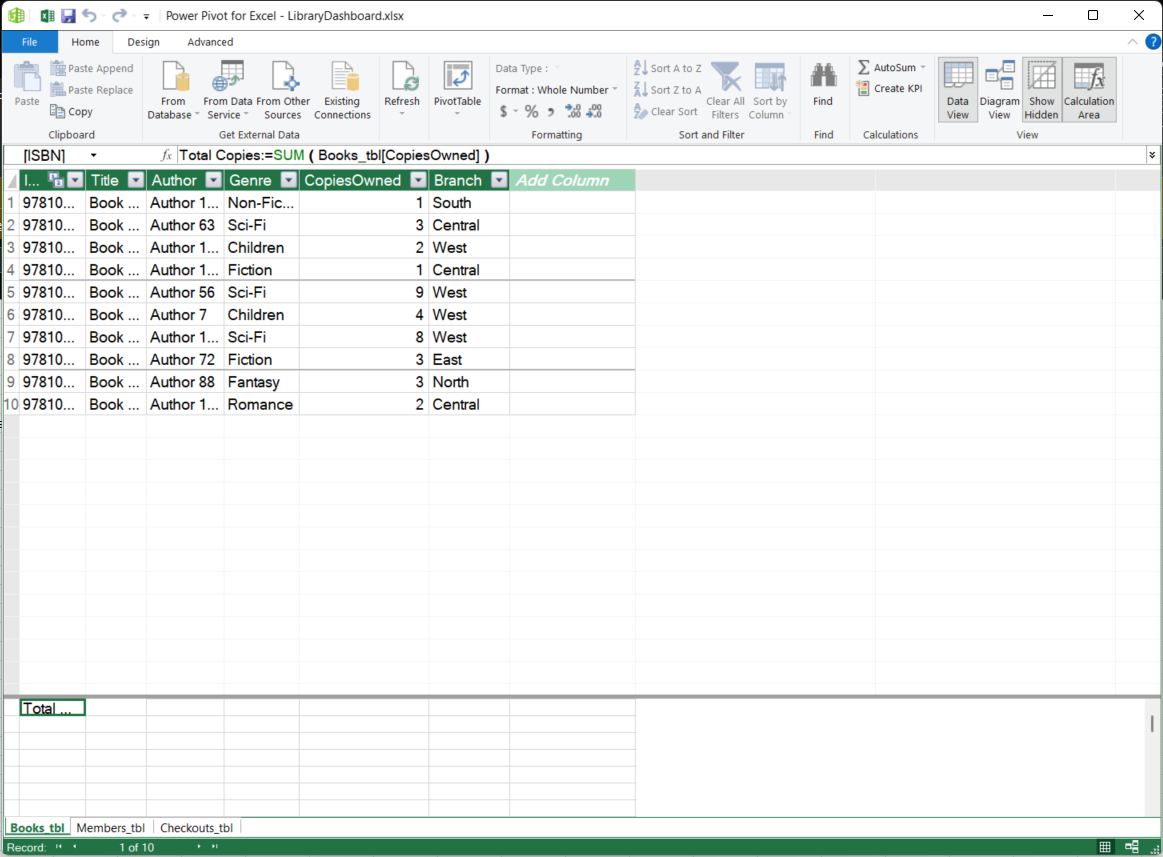 Power Pivot for Excel - LibraryDashboard.xlsx
File Home Design Advanced
Paste
Paste Append
Paste Replace
Copy
Clipboard
From Database
From Data Service
From Other Sources
Existing Connections
Get External Data
Refresh
PivotTable
Data Type :
Format : Whole Number
$ % ,
Formatting
Sort A to Z
Sort Z to A
Clear Sort
Clear All Filters
Sort by Column
Sort and Filter
Find
Find
AutoSum
Create KPI
Calculations
Data View
Diagram View
Show Hidden
Calculation Area
View
[ISBN] fx Total Copies:=SUM ( Books_tbl[CopiesOwned] )
I... Title Author Genre CopiesOwned Branch Add Column
1 97810... Book ... Author 1... Non-Fic... 1 South
2 97810... Book ... Author 63 Sci-Fi 3 Central
3 97810... Book ... Author 1... Children 2 West
4 97810... Book ... Author 1... Fiction 1 Central
5 97810... Book ... Author 56 Sci-Fi 9 West
6 97810... Book ... Author 7 Children 4 West
7 97810... Book ... Author 1... Sci-Fi 8 West
8 97810... Book ... Author 72 Fiction 3 East
9 97810... Book ... Author 88 Fantasy 3 North
10 97810... Book ... Author 1... Romance 2 Central
Total ...
Books_tbl Members_tbl Checkouts_tbl
Record: 1 of 10